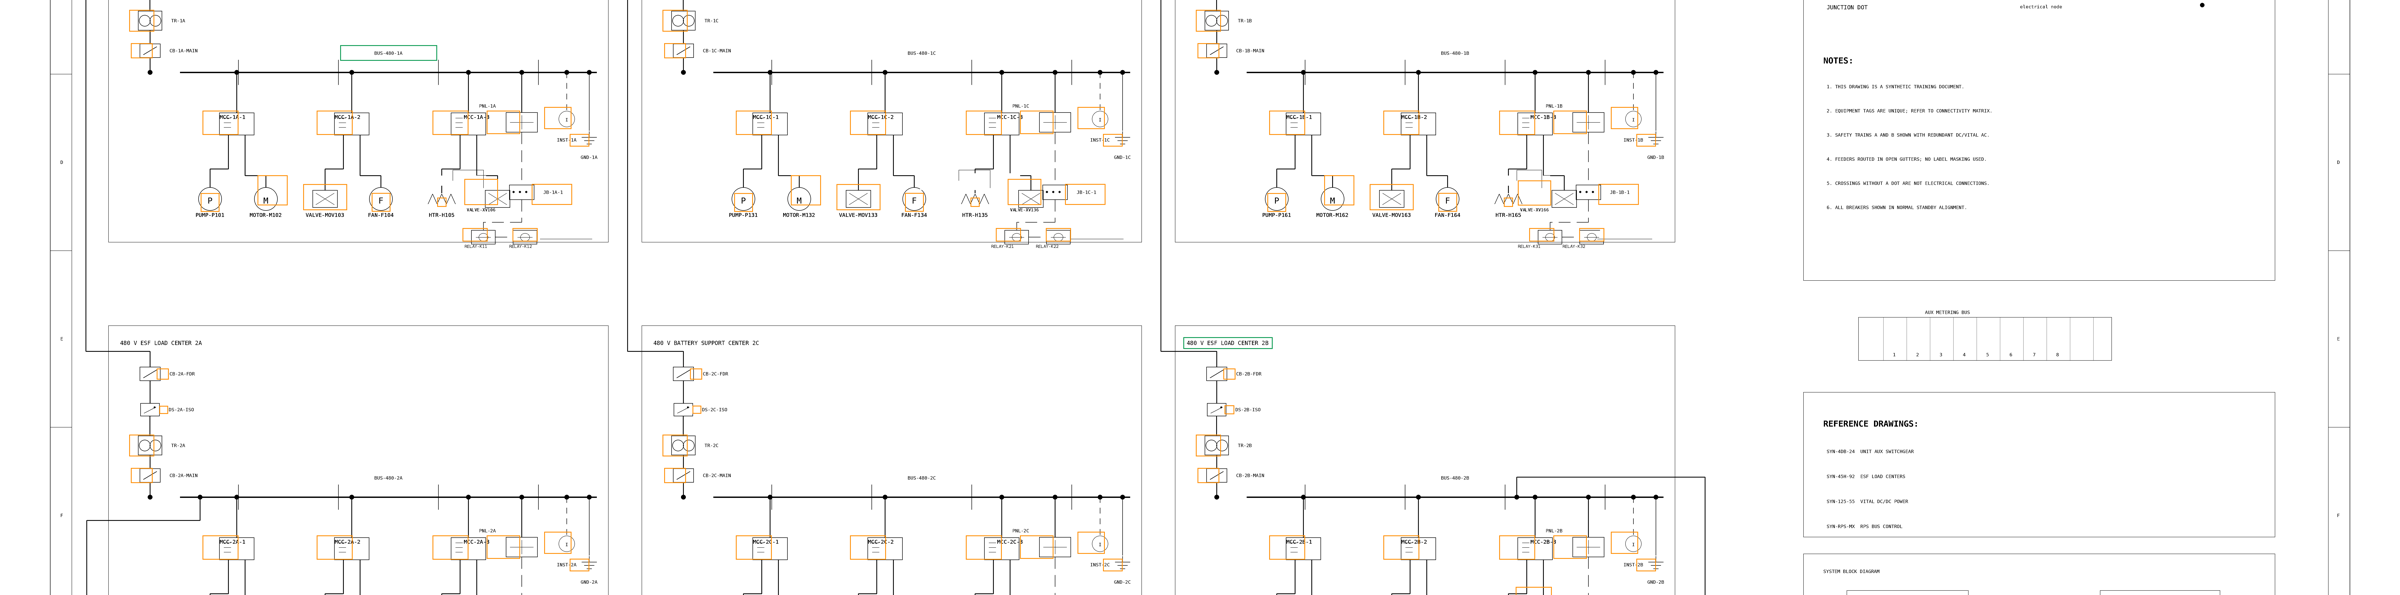 JUNCTION DOT electrical node
TR-1A TR-1C TR-1B
CB-1A-MAIN BUS-480-1A CB-1C-MAIN BUS-480-1C CB-1B-MAIN BUS-480-1B
NOTES:
1. THIS DRAWING IS A SYNTHETIC TRAINING DOCUMENT.
2. EQUIPMENT TAGS ARE UNIQUE; REFER TO CONNECTIVITY MATRIX.
3. SAFETY TRAINS A AND B SHOWN WITH REDUNDANT DC/VITAL AC.
4. FEEDERS ROUTED IN OPEN GUTTERS; NO LABEL MASKING USED.
5. CROSSINGS WITHOUT A DOT ARE NOT ELECTRICAL CONNECTIONS.
6. ALL BREAKERS SHOWN IN NORMAL STANDBY ALIGNMENT.
PNL-1A PNL-1C PNL-1B
MCC-1A-1 MCC-1A-2 MCC-1A-3 I MCC-1C-1 MCC-1C-2 MCC-1C-3 I MCC-1B-1 MCC-1B-2 MCC-1B-3 I
INST-1A INST-1C INST-1B
GND-1A GND-1C GND-1B
D D
JB-1A-1 JB-1C-1 JB-1B-1
P M F P M F P M F
VALVE-XV106 VALVE-XV136 VALVE-XV166
PUMP-P101 MOTOR-M102 VALVE-MOV103 FAN-F104 HTR-H105 PUMP-P131 MOTOR-M132 VALVE-MOV133 FAN-F134 HTR-H135 PUMP-P161 MOTOR-M162 VALVE-MOV163 FAN-F164 HTR-H165
RELAY-K11 RELAY-K12 RELAY-K21 RELAY-K22 RELAY-K31 RELAY-K32
AUX METERING BUS
1 2 3 4 5 6 7 8
E E
480 V ESF LOAD CENTER 2A 480 V BATTERY SUPPORT CENTER 2C 480 V ESF LOAD CENTER 2B
CB-2A-FDR CB-2C-FDR CB-2B-FDR
DS-2A-ISO DS-2C-ISO DS-2B-ISO
TR-2A TR-2C TR-2B
CB-2A-MAIN BUS-480-2A CB-2C-MAIN BUS-480-2C CB-2B-MAIN BUS-480-2B
REFERENCE DRAWINGS:
SYN-4DB-24 UNIT AUX SWITCHGEAR
SYN-45H-92 ESF LOAD CENTERS
SYN-125-55 VITAL DC/DC POWER
SYN-RPS-MX RPS BUS CONTROL
F F
PNL-2A PNL-2C PNL-2B
MCC-2A-1 MCC-2A-2 MCC-2A-3 I MCC-2C-1 MCC-2C-2 MCC-2C-3 I MCC-2B-1 MCC-2B-2 MCC-2B-3 I
INST-2A INST-2C INST-2B
GND-2A GND-2C GND-2B
SYSTEM BLOCK DIAGRAM